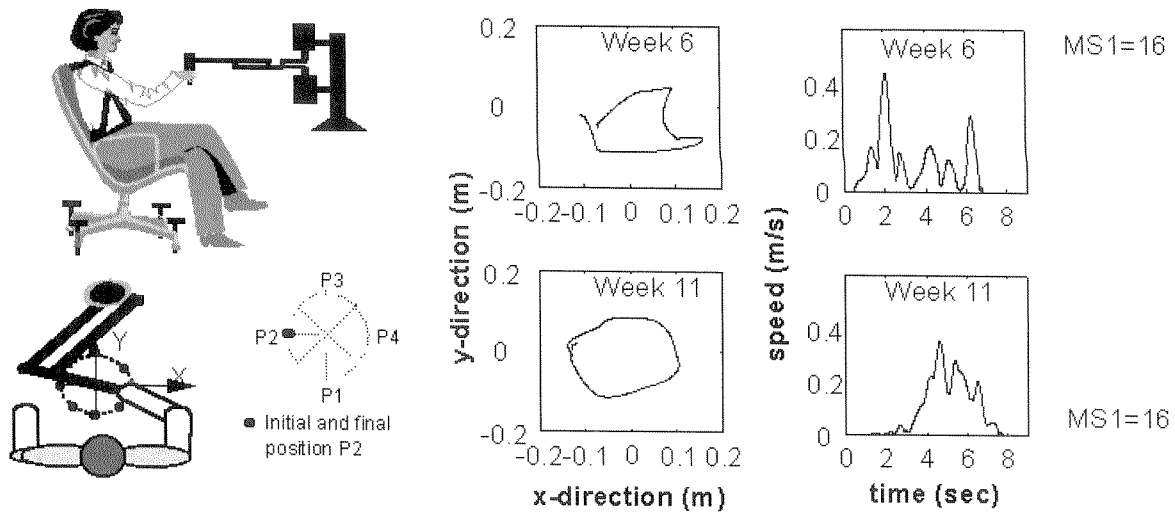 P3
P2
P4
P1
Y
X
Initial and final
position P2
y-direction (m)
0.2
Week 6
0
-0.2
-0.2 -0.1 0 0.1 0.2
0.2
Week 11
0
-0.2
-0.2 -0.1 0 0.1 0.2
x-direction (m)
speed (m/s)
Week 6
0.4
0.2
0
0 2 4 6 8
MS1=16
Week 11
0.4
0.2
0
0 2 4 6 8
time (sec)
MS1=16